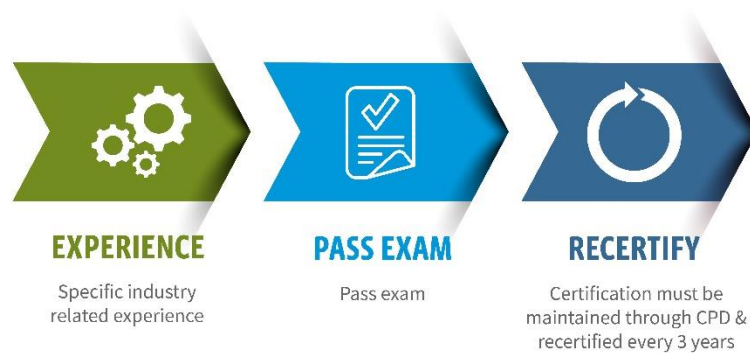 EXPERIENCE
Specific industry
related experience
PASS EXAM
Pass exam
RECERTIFY
Certification must be
maintained through CPD &
recertified every 3 years